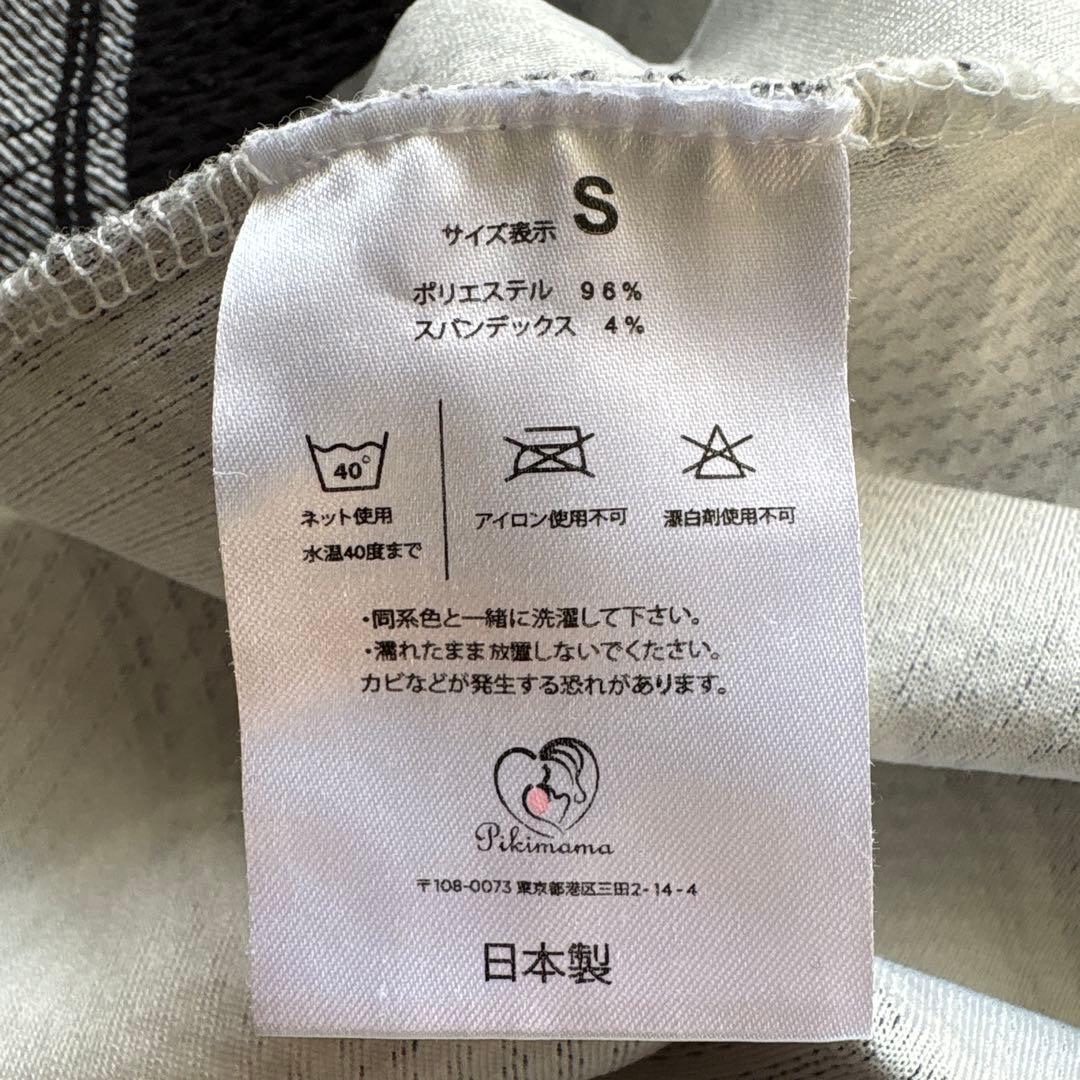 サイズ表示 S
ポリエステル 96%
スパンデックス 4%
40°
ネット使用
水温40度まで
アイロン使用不可
漂白剤使用不可
・同系色と一緒に洗濯して下さい。
・濡れたまま放置しないでください。
カビなどが発生する恐れがあります。
Pikimama
〒108-0073 東京都港区三田2-14-4
日本製